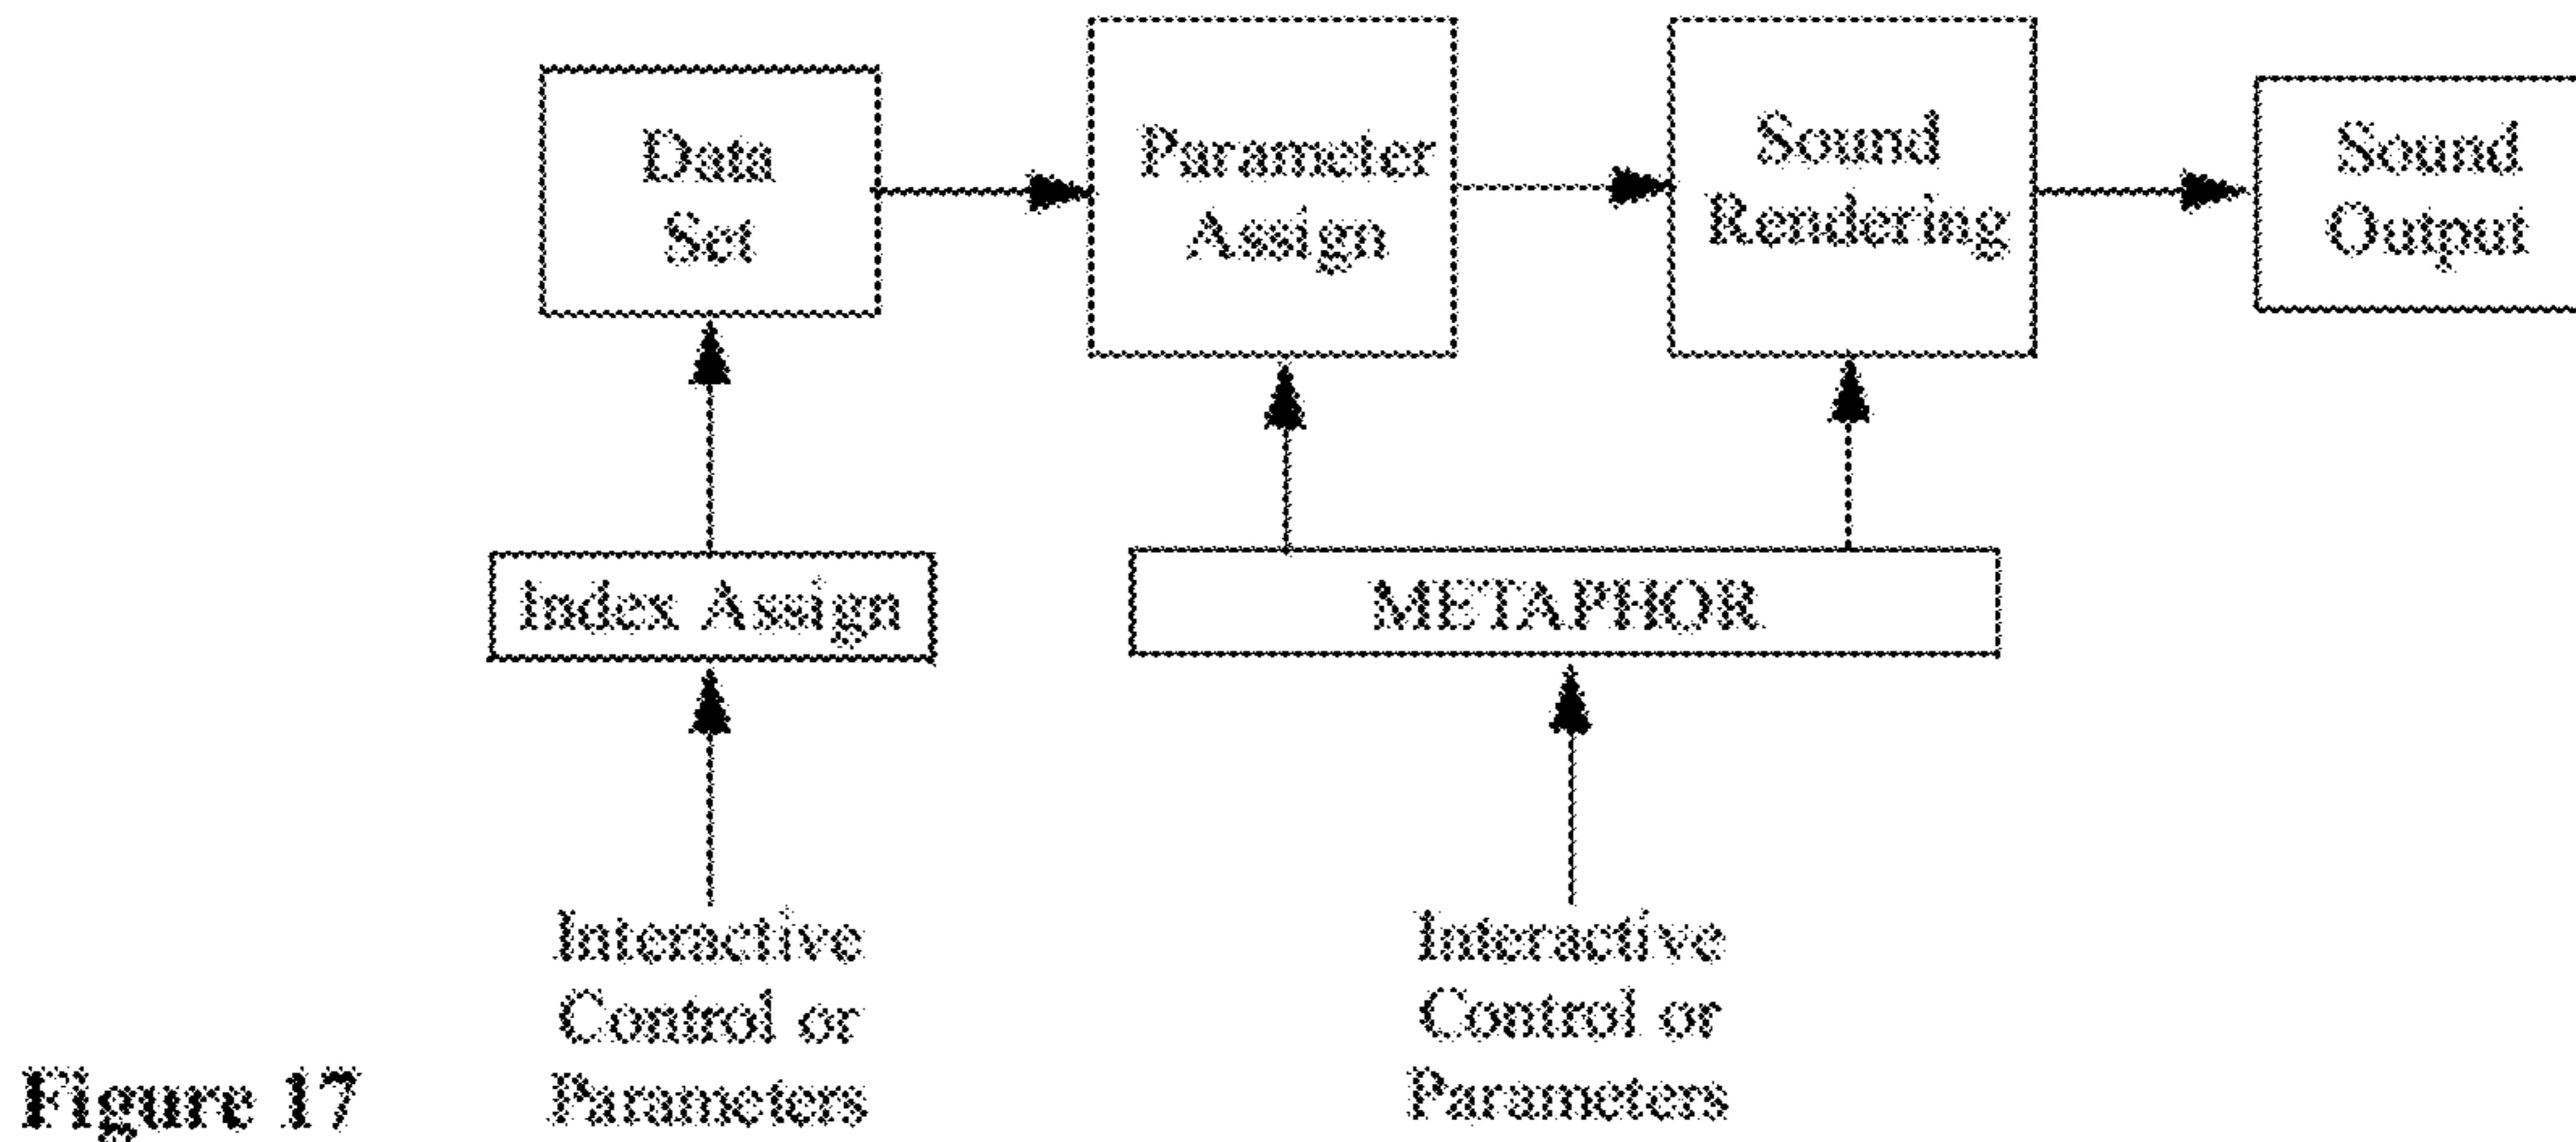 Data
Set
Parameter
Assign
Sound
Rendering
Sound
Output
Index Assign
METAPHOR
Interactive
Control or
Parameters
Interactive
Control or
Parameters
Figure 17